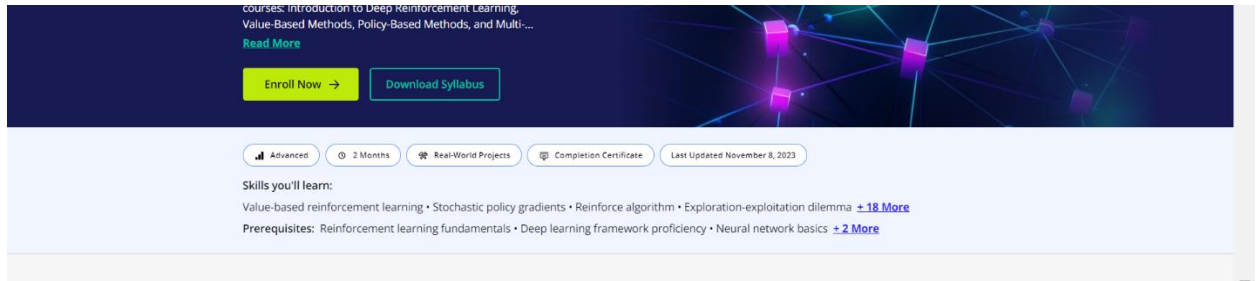 courses: Introduction to Deep Reinforcement Learning,
Value-Based Methods, Policy-Based Methods, and Multi-...
Read More
Enroll Now → Download Syllabus
Advanced 2 Months Real-World Projects Completion Certificate Last Updated November 8, 2023
Skills you'll learn:
Value-based reinforcement learning • Stochastic policy gradients • Reinforce algorithm • Exploration-exploitation dilemma + 18 More
Prerequisites: Reinforcement learning fundamentals • Deep learning framework proficiency • Neural network basics + 2 More